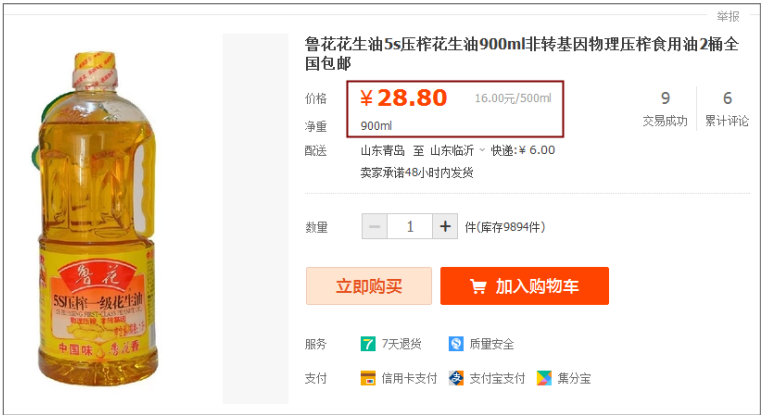 举报
鲁花花生油5s压榨花生油900ml非转基因物理压榨食用油2桶全
国包邮
价格 ¥28.80 16.00元/500ml
9 交易成功
6 累计评论
净重 900ml
配送 山东青岛 至 山东临沂 快递:¥ 6.00
卖家承诺48小时内发货
数量 − 1 + 件(库存9894件)
立即购买 加入购物车
服务 7 7天退货 质量安全
支付 信用卡支付 支付宝支付 集分宝
鲁花
5S压榨一级花生油
中国味